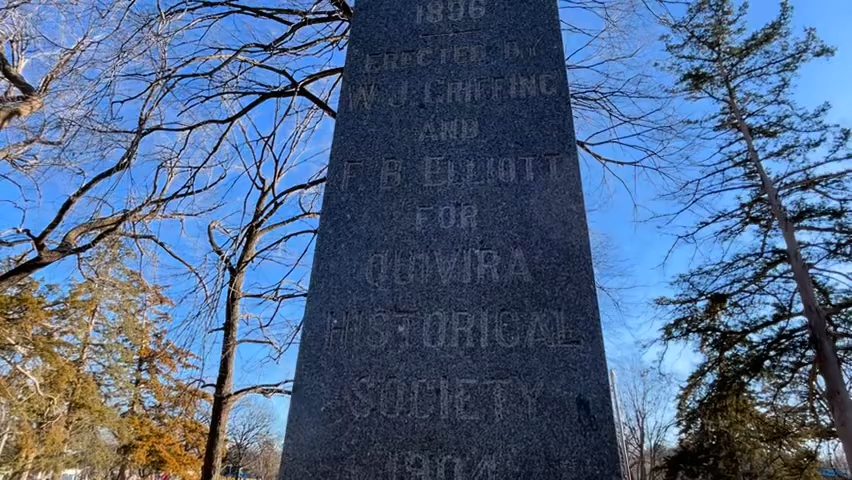 1896
ERECTED BY
W. J. GRIFFING
AND
F. B. ELLIOTT
FOR
QUIVIRA
HISTORICAL
SOCIETY
1904